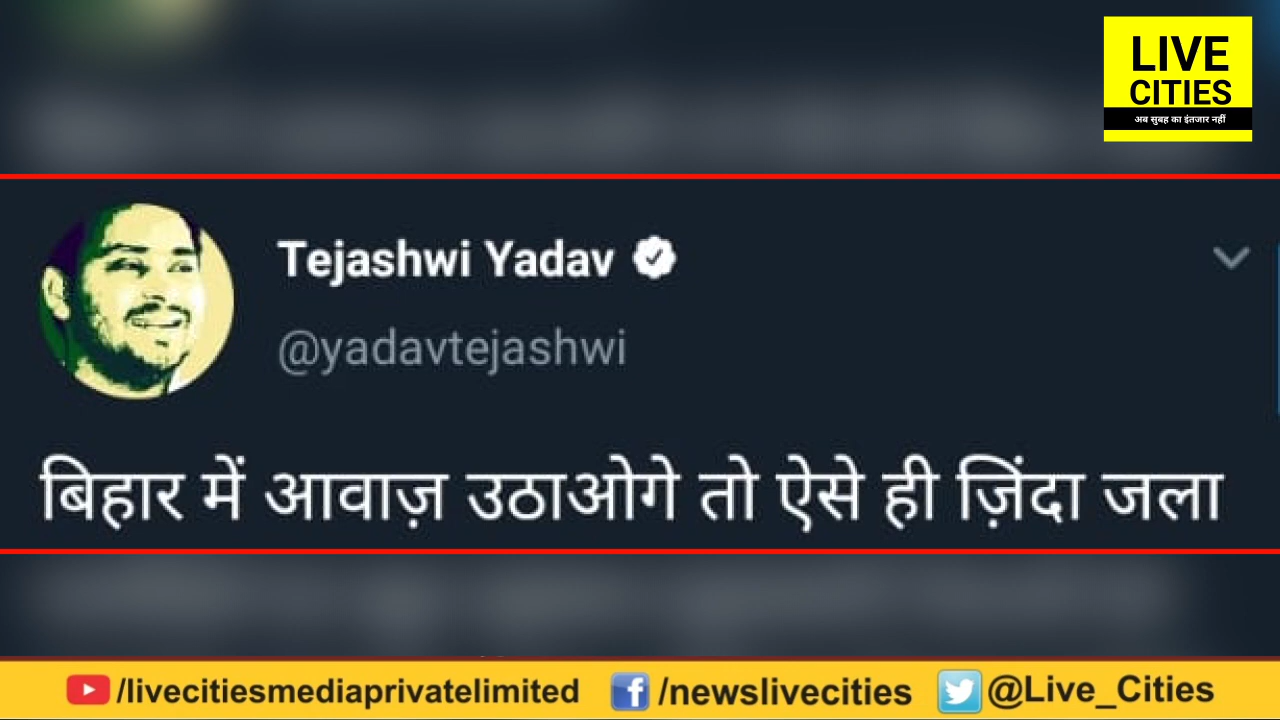 LIVE
CITIES
अब सुबह का इंतजार नहीं
Tejashwi Yadav
@yadavtejashwi
बिहार में आवाज़ उठाओगे तो ऐसे ही ज़िंदा जला
/livecitiesmediaprivatelimited /newslivecities @Live_Cities